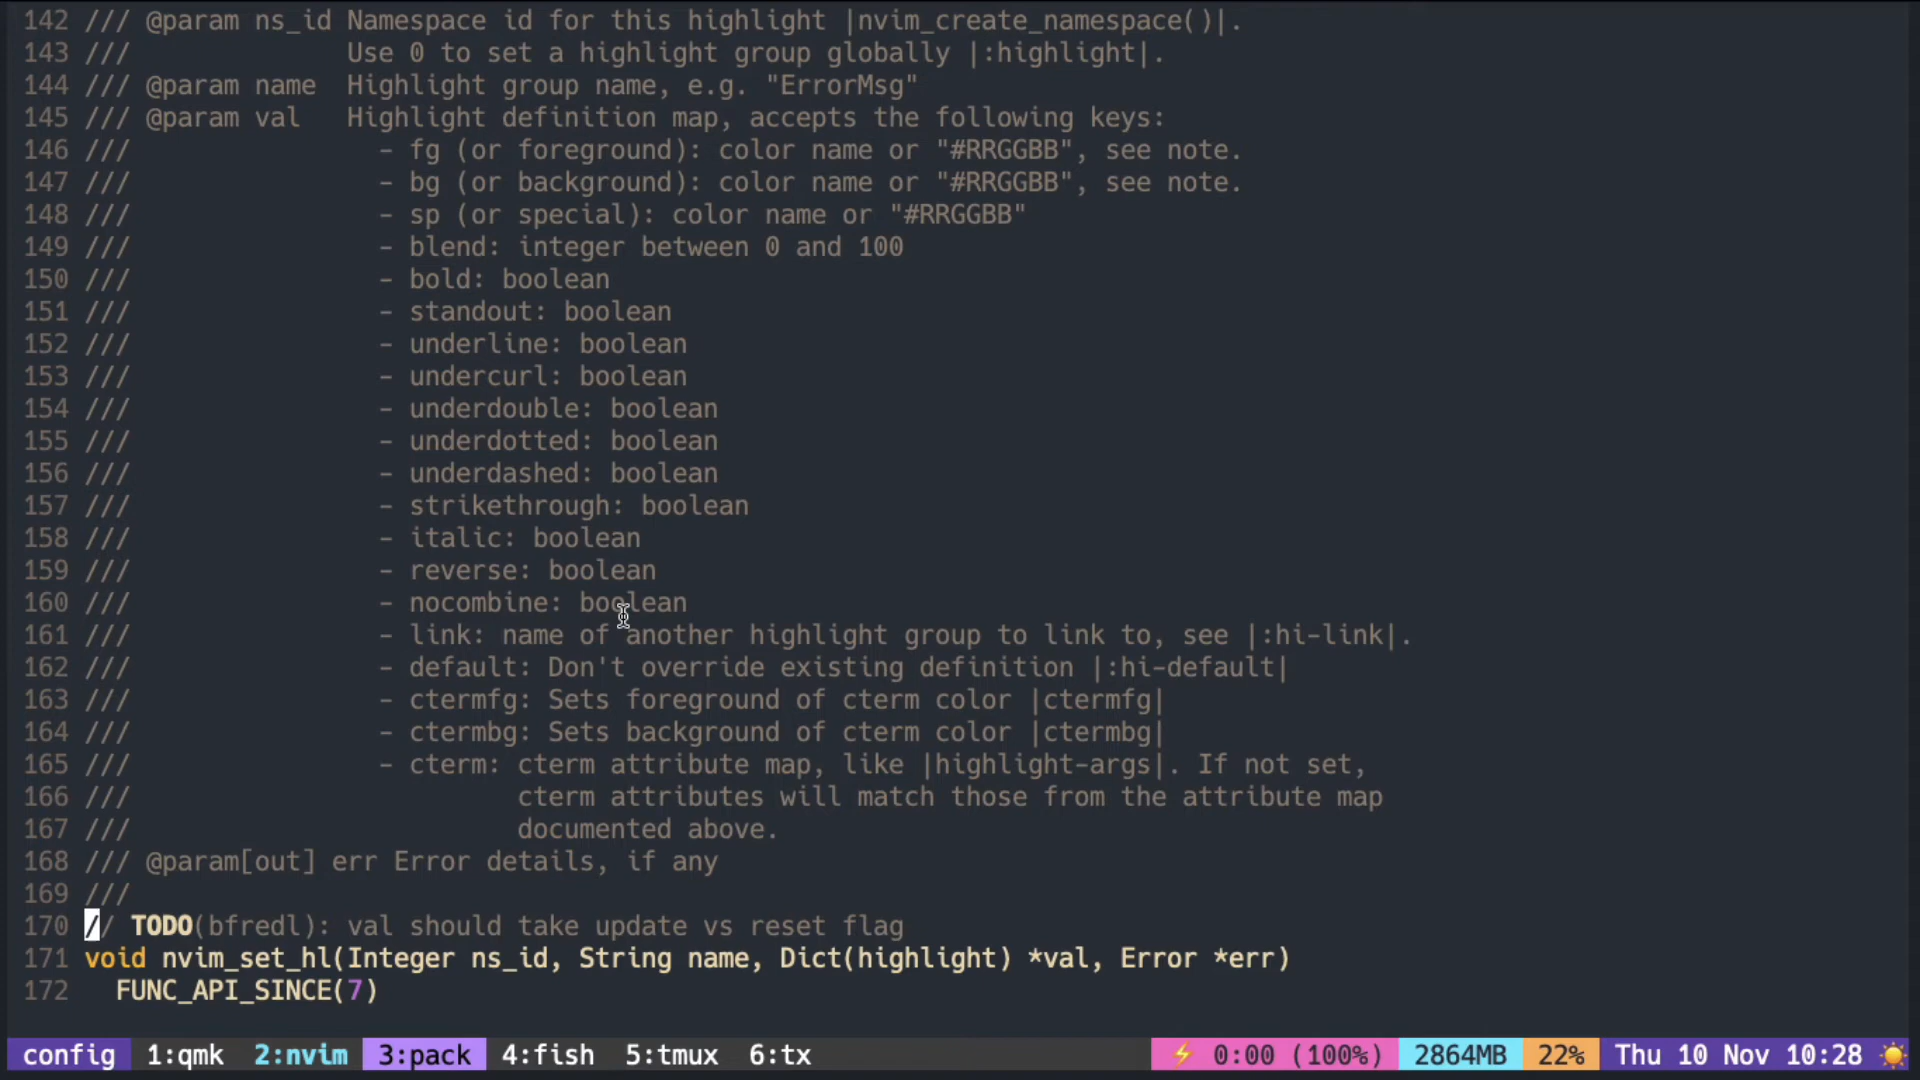 142 /// @param ns_id Namespace id for this highlight |nvim_create_namespace()|.
143 ///              Use 0 to set a highlight group globally |:highlight|.
144 /// @param name  Highlight group name, e.g. "ErrorMsg"
145 /// @param val   Highlight definition map, accepts the following keys:
146 ///                - fg (or foreground): color name or "#RRGGBB", see note.
147 ///                - bg (or background): color name or "#RRGGBB", see note.
148 ///                - sp (or special): color name or "#RRGGBB"
149 ///                - blend: integer between 0 and 100
150 ///                - bold: boolean
151 ///                - standout: boolean
152 ///                - underline: boolean
153 ///                - undercurl: boolean
154 ///                - underdouble: boolean
155 ///                - underdotted: boolean
156 ///                - underdashed: boolean
157 ///                - strikethrough: boolean
158 ///                - italic: boolean
159 ///                - reverse: boolean
160 ///                - nocombine: boolean
161 ///                - link: name of another highlight group to link to, see |:hi-link|.
162 ///                - default: Don't override existing definition |:hi-default|
163 ///                - ctermfg: Sets foreground of cterm color |ctermfg|
164 ///                - ctermbg: Sets background of cterm color |ctermbg|
165 ///                - cterm: cterm attribute map, like |highlight-args|. If not set,
166 ///                         cterm attributes will match those from the attribute map
167 ///                         documented above.
168 /// @param[out] err Error details, if any
169 ///
170 // TODO(bfredl): val should take update vs reset flag
171 void nvim_set_hl(Integer ns_id, String name, Dict(highlight) *val, Error *err)
172   FUNC_API_SINCE(7)
config 1:qmk 2:nvim 3:pack 4:fish 5:tmux 6:tx ⚡ 0:00 (100%) 2864MB 22% Thu 10 Nov 10:28 ☀️